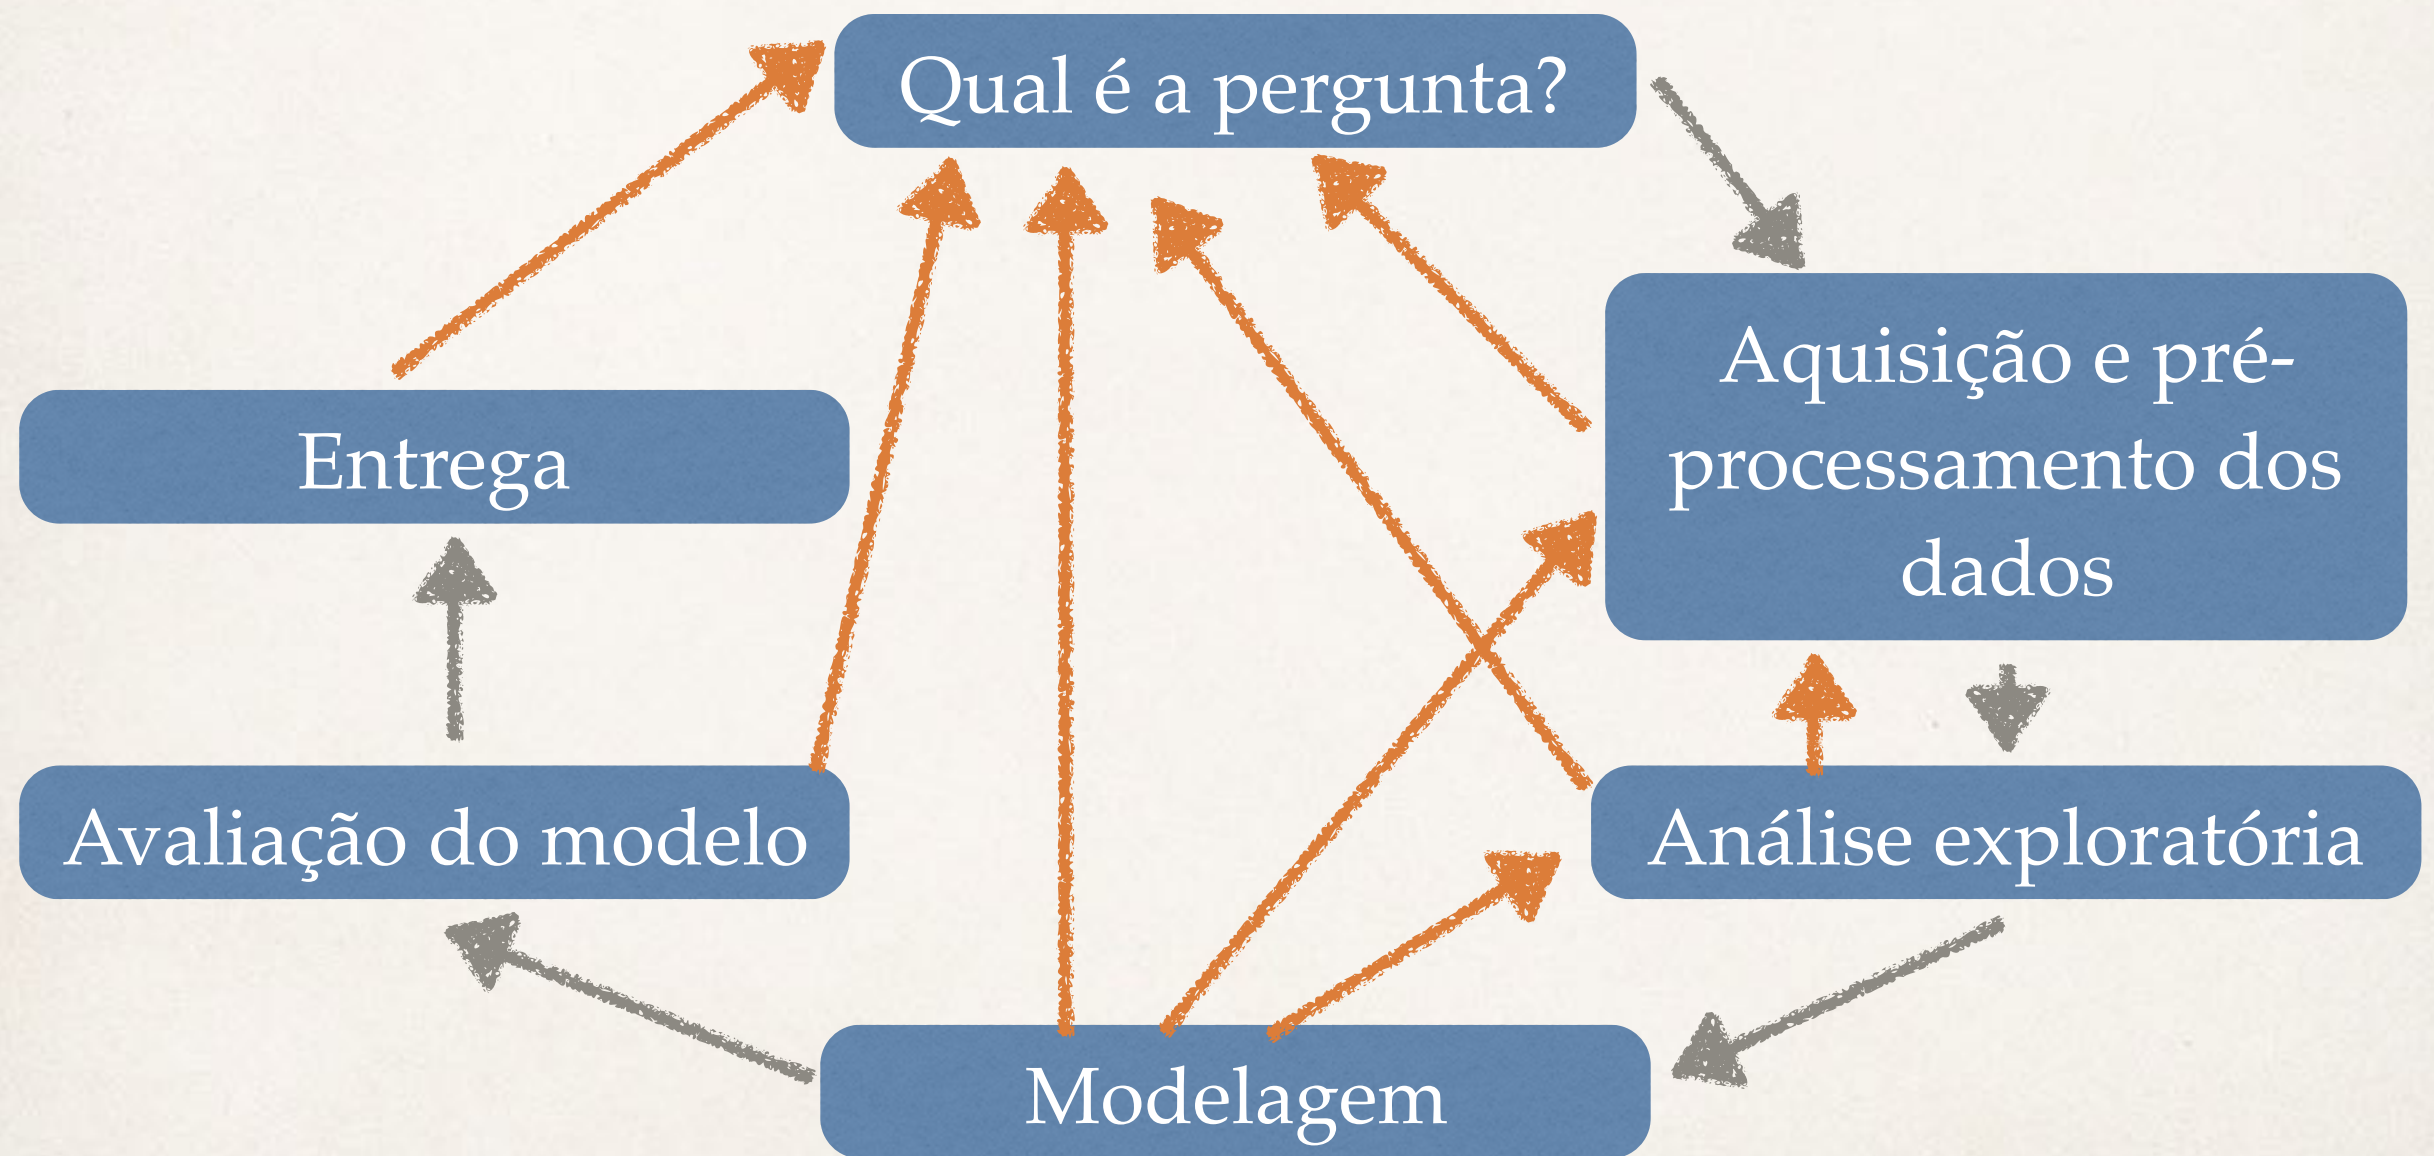 Qual é a pergunta?
Aquisição e pré-
processamento dos
dados
Entrega
Avaliação do modelo
Análise exploratória
Modelagem